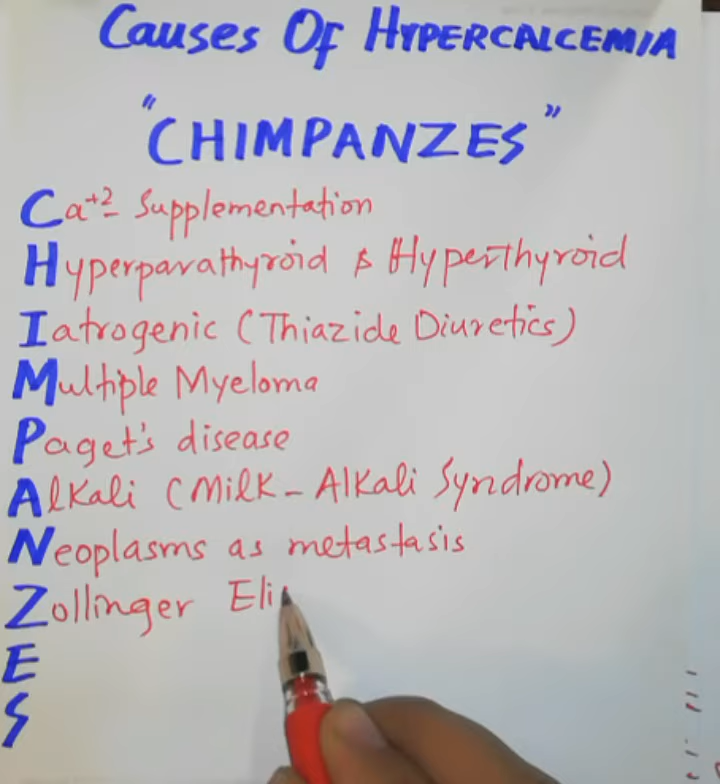 Causes Of HYPERCALCEMIA
"CHIMPANZES"
Ca+2 Supplementation
Hyperparathyroid & Hyperthyroid
Iatrogenic (Thiazide Diuretics)
Multiple Myeloma
Paget's disease
Alkali (Milk-Alkali Syndrome)
Neoplasms as metastasis
Zollinger Eli
E
S